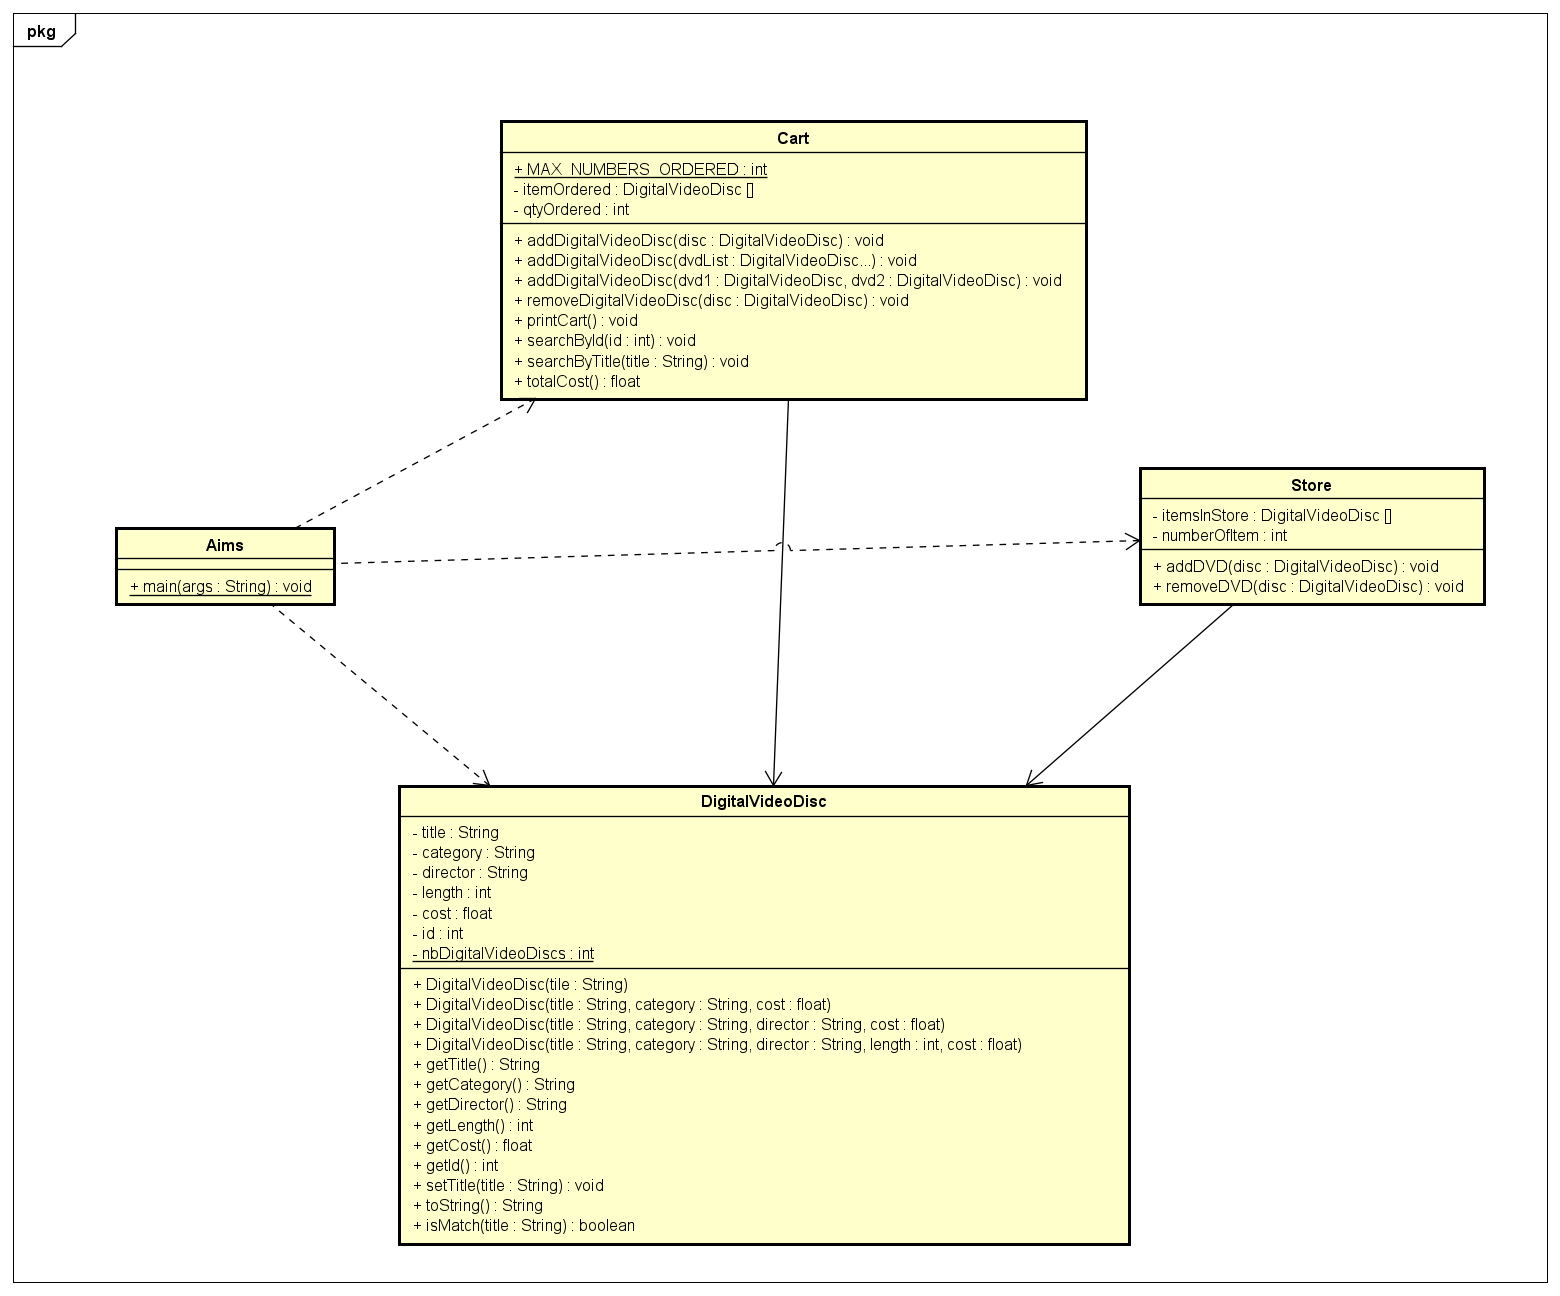 pkg
Cart
+ MAX_NUMBERS_ORDERED : int
- itemOrdered : DigitalVideoDisc []
- qtyOrdered : int
+ addDigitalVideoDisc(disc : DigitalVideoDisc) : void
+ addDigitalVideoDisc(dvdList : DigitalVideoDisc...) : void
+ addDigitalVideoDisc(dvd1 : DigitalVideoDisc, dvd2 : DigitalVideoDisc) : void
+ removeDigitalVideoDisc(disc : DigitalVideoDisc) : void
+ printCart() : void
+ searchById(id : int) : void
+ searchByTitle(title : String) : void
+ totalCost() : float
Store
- itemsInStore : DigitalVideoDisc []
- numberOfItem : int
+ addDVD(disc : DigitalVideoDisc) : void
+ removeDVD(disc : DigitalVideoDisc) : void
Aims
+ main(args : String) : void
DigitalVideoDisc
- title : String
- category : String
- director : String
- length : int
- cost : float
- id : int
- nbDigitalVideoDiscs : int
+ DigitalVideoDisc(tile : String)
+ DigitalVideoDisc(title : String, category : String, cost : float)
+ DigitalVideoDisc(title : String, category : String, director : String, cost : float)
+ DigitalVideoDisc(title : String, category : String, director : String, length : int, cost : float)
+ getTitle() : String
+ getCategory() : String
+ getDirector() : String
+ getLength() : int
+ getCost() : float
+ getId() : int
+ setTitle(title : String) : void
+ toString() : String
+ isMatch(title : String) : boolean